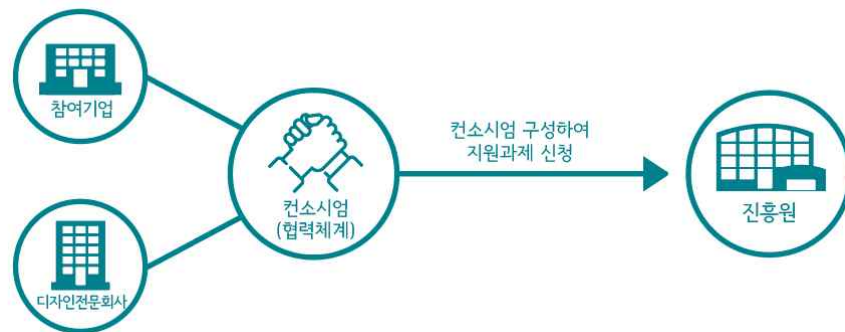 참여기업
디자인전문회사
컨소시엄
(협력체계)
컨소시엄 구성하여
지원과제 신청
진흥원